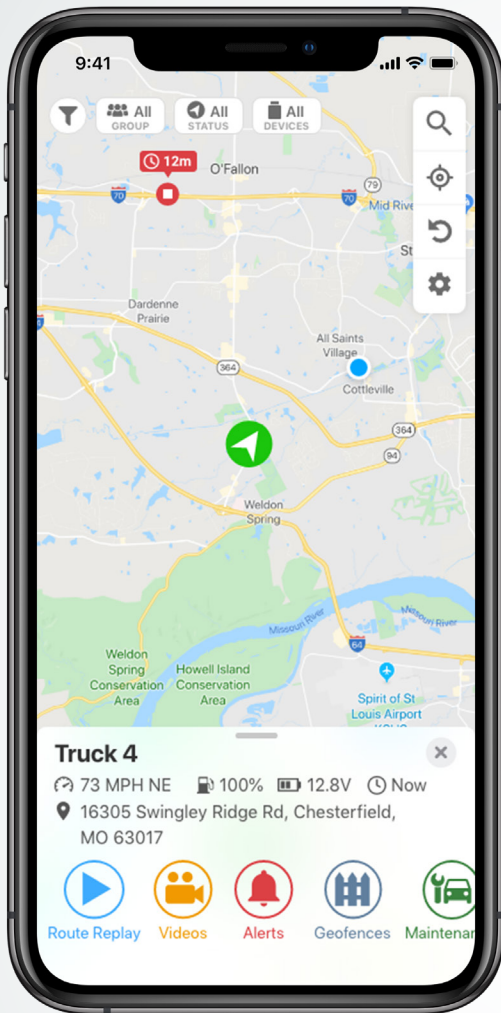 9:41
All
GROUP
All
STATUS
All
DEVICES
12m
O'Fallon
79
70
70
Mid Rive
St
Dardenne
Prairie
All Saints
Village
364
Cottleville
364
94
Weldon
Spring
Missouri River
Missouri River
64
Weldon
Spring
Conservation
Area
Howell Island
Conservation
Area
Spirit of St
Louis Airport
Truck 4
73 MPH NE 100% 12.8V Now
16305 Swingley Ridge Rd, Chesterfield,
MO 63017
Route Replay Videos Alerts Geofences Maintenan